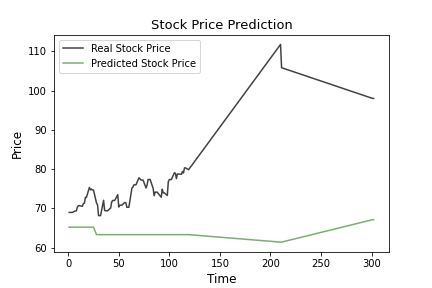 Stock Price Prediction
Real Stock Price
Predicted Stock Price
110
100
90
80
70
60
Price
0 50 100 150 200 250 300
Time